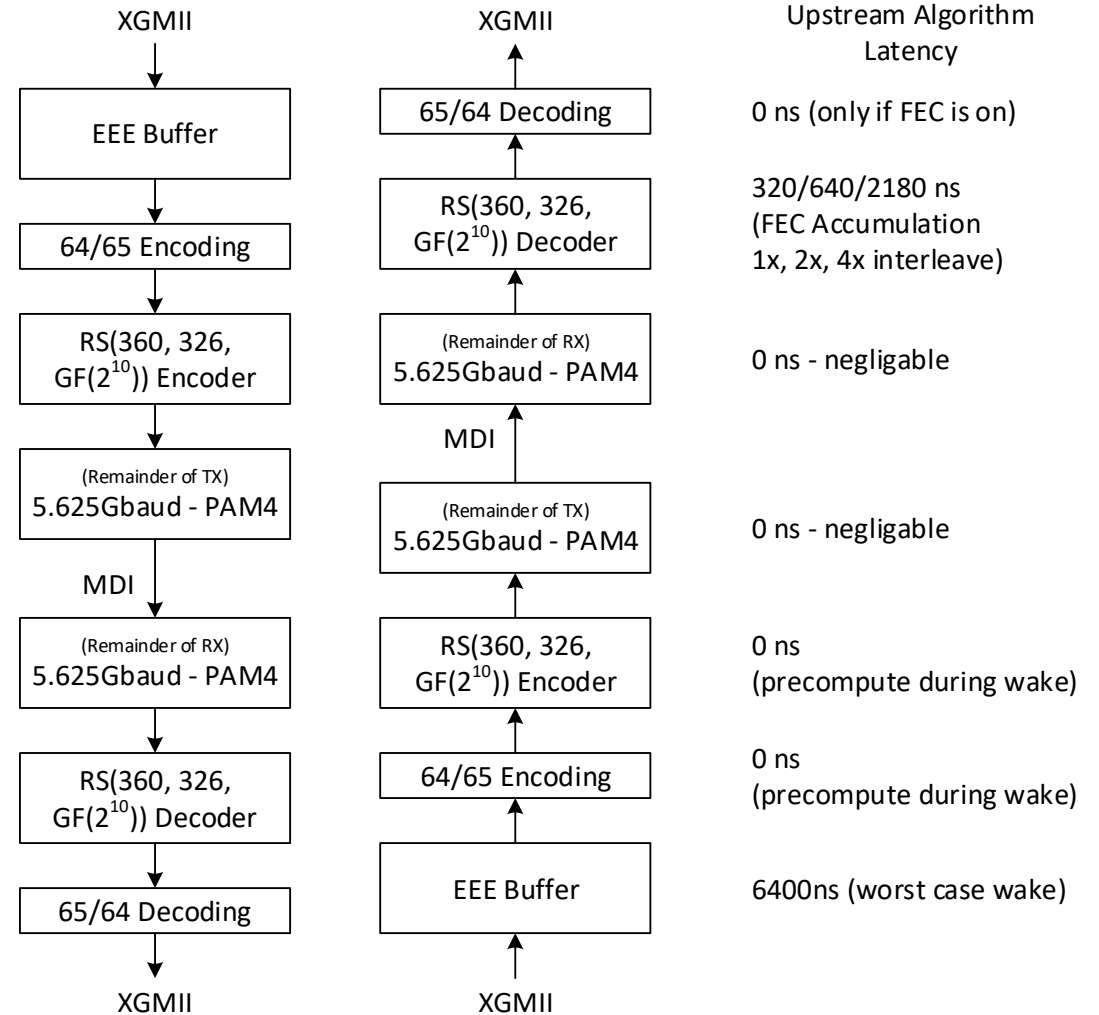 XGMII
EEE Buffer
64/65 Encoding
RS(360, 326,
GF(2^10)) Encoder
(Remainder of TX)
5.625Gbaud - PAM4
MDI
(Remainder of RX)
5.625Gbaud - PAM4
RS(360, 326,
GF(2^10)) Decoder
65/64 Decoding
XGMII
XGMII
65/64 Decoding
RS(360, 326,
GF(2^10)) Decoder
(Remainder of RX)
5.625Gbaud - PAM4
MDI
(Remainder of TX)
5.625Gbaud - PAM4
RS(360, 326,
GF(2^10)) Encoder
64/65 Encoding
EEE Buffer
XGMII
Upstream Algorithm
Latency
0 ns (only if FEC is on)
320/640/2180 ns
(FEC Accumulation
1x, 2x, 4x interleave)
0 ns - negligable
0 ns - negligable
0 ns
(precompute during wake)
0 ns
(precompute during wake)
6400ns (worst case wake)